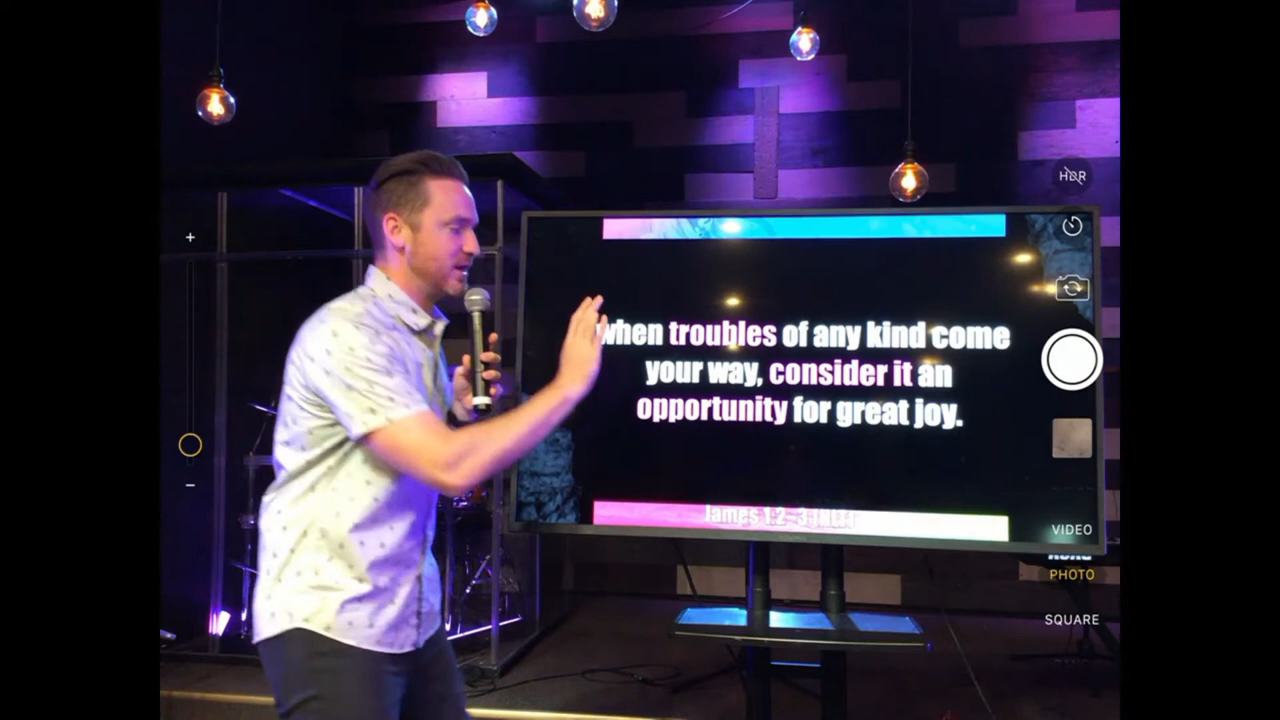 HDR
when troubles of any kind come
your way, consider it an
opportunity for great joy.
James 1:2-3 (NLT)
VIDEO
PHOTO
SQUARE